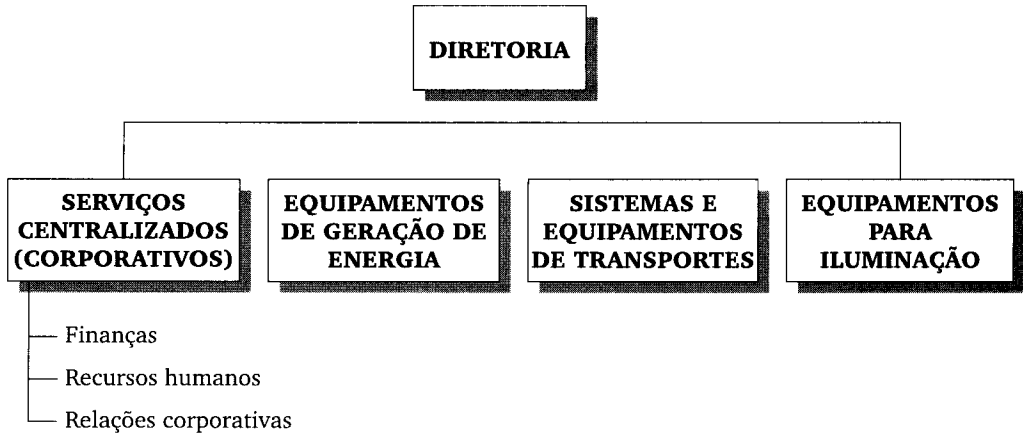 DIRETORIA
SERVIÇOS
CENTRALIZADOS
(CORPORATIVOS)
EQUIPAMENTOS
DE GERAÇÃO DE
ENERGIA
SISTEMAS E
EQUIPAMENTOS
DE TRANSPORTES
EQUIPAMENTOS
PARA
ILUMINAÇÃO
Finanças
Recursos humanos
Relações corporativas